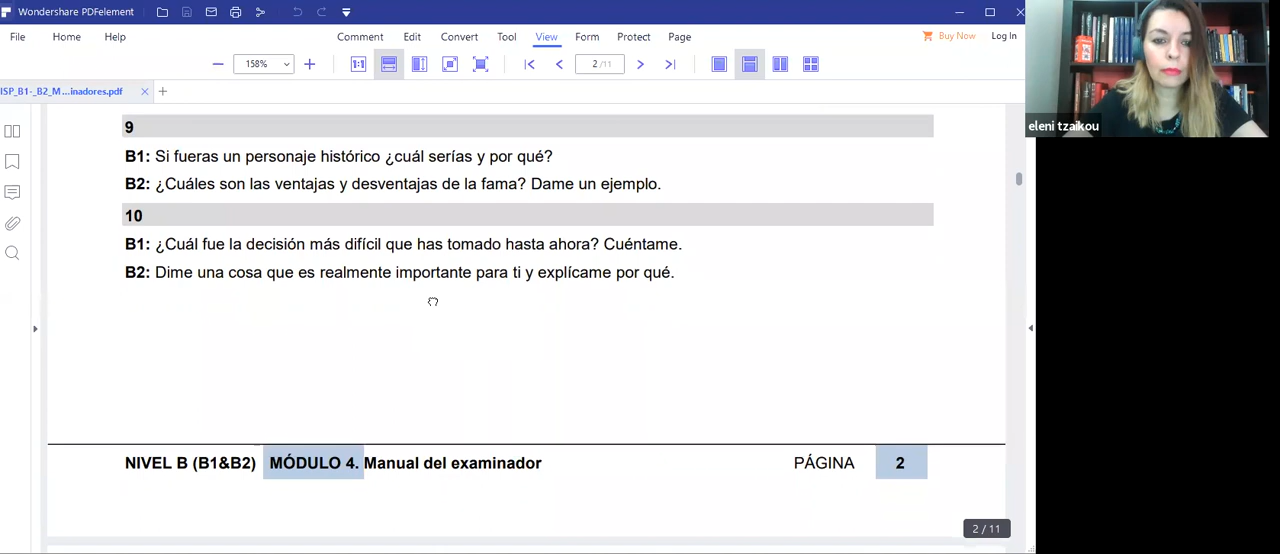 Wondershare PDFelement
File Home Help Comment Edit Convert Tool View Form Protect Page Buy Now Log In
158% 1:1 2 /11
ISP_B1-_B2_M ...inadores.pdf
eleni tzaikou
9
B1: Si fueras un personaje histórico ¿cuál serías y por qué?
B2: ¿Cuáles son las ventajas y desventajas de la fama? Dame un ejemplo.
10
B1: ¿Cuál fue la decisión más difícil que has tomado hasta ahora? Cuéntame.
B2: Dime una cosa que es realmente importante para ti y explícame por qué.
NIVEL B (B1&B2) MÓDULO 4. Manual del examinador PÁGINA 2
2 / 11